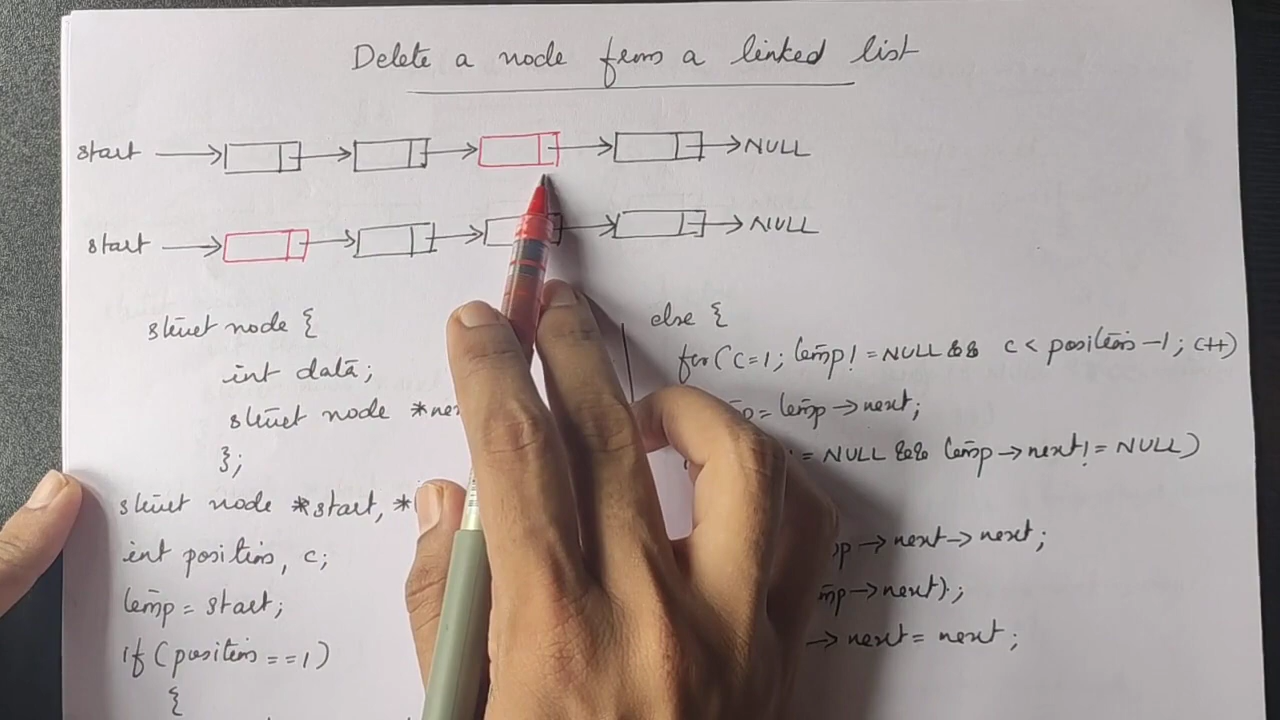 Delete a node from a linked list
start NULL
start NULL
struct node {
int data;
struct node
};
struct node *start, *
int position, c;
temp = start;
if (position == 1)
{
else {
for (c=1; temp! = NULL && c < position -1; c++)
= temp → next;
= NULL && temp → next! = NULL)
→ next → next;
→ next);
→ next = next;